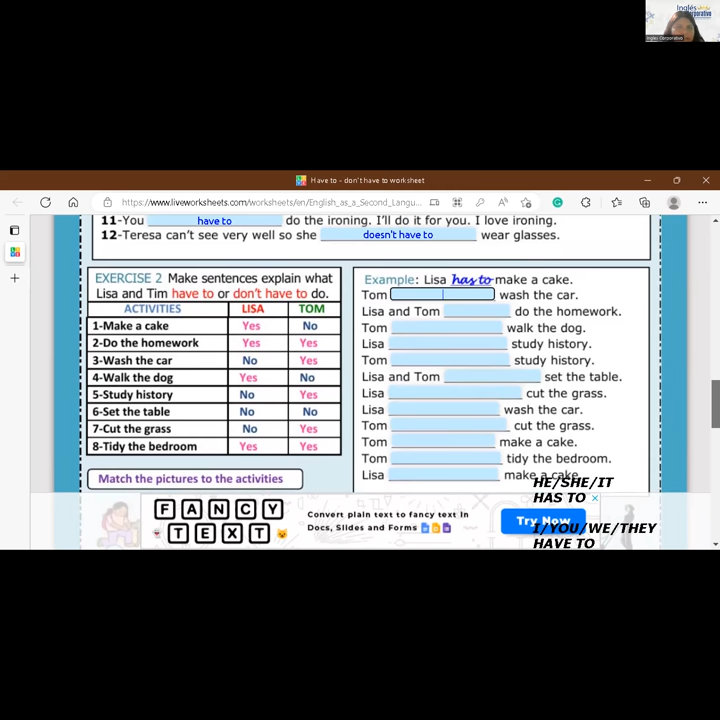 Inglés
Corporativo
Inglés Corporativo
Have to - don't have to worksheet
https://www.liveworksheets.com/worksheets/en/English_as_a_Second_Langu...
11-You have to do the ironing. I'll do it for you. I love ironing.
12-Teresa can't see very well so she doesn't have to wear glasses.
EXERCISE 2 Make sentences explain what
Lisa and Tim have to or don't have to do.
ACTIVITIES LISA TOM
1-Make a cake Yes No
2-Do the homework Yes Yes
3-Wash the car No Yes
4-Walk the dog Yes No
5-Study history No Yes
6-Set the table No No
7-Cut the grass No Yes
8-Tidy the bedroom Yes Yes
Match the pictures to the activities
Example: Lisa has to make a cake.
Tom wash the car.
Lisa and Tom do the homework.
Tom walk the dog.
Lisa study history.
Tom study history.
Lisa and Tom set the table.
Lisa cut the grass.
Lisa wash the car.
Tom cut the grass.
Tom make a cake.
Tom tidy the bedroom.
Lisa make a cake.
HE/SHE/IT
HAS TO
I/YOU/WE/THEY
HAVE TO
FANCY
TEXT
Convert plain text to fancy text in
Docs, Slides and Forms
Try Now